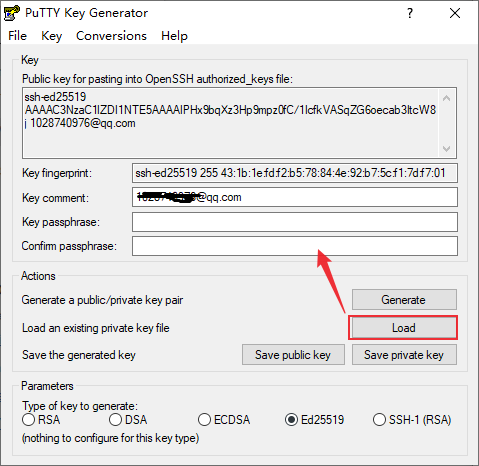 PuTTY Key Generator
?
File Key Conversions Help
Key
Public key for pasting into OpenSSH authorized_keys file:
ssh-ed25519
AAAAC3NzaC1lZDI1NTE5AAAAIPHx9bqXz3Hp9mpz0fC/1IcfkVASqZG6oecab3ltcW8
j 1028740976@qq.com
Key fingerprint: ssh-ed25519 255 43:1b:1e:fd:f2:b5:78:84:4e:92:b7:5c:f1:7d:f7:01
Key comment: @qq.com
Key passphrase:
Confirm passphrase:
Actions
Generate a public/private key pair Generate
Load an existing private key file Load
Save the generated key Save public key Save private key
Parameters
Type of key to generate:
RSA DSA ECDSA Ed25519 SSH-1 (RSA)
(nothing to configure for this key type)